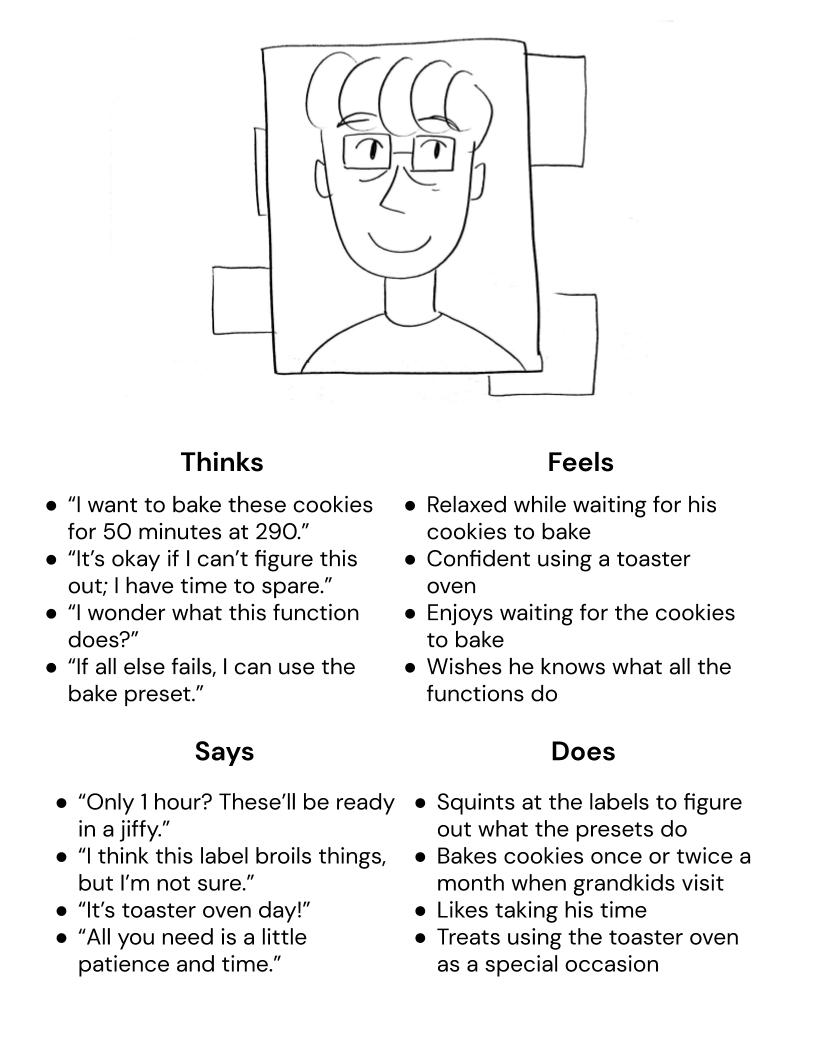 Thinks
● “I want to bake these cookies
for 50 minutes at 290.”
● “It’s okay if I can’t figure this
out; I have time to spare.”
● “I wonder what this function
does?”
● “If all else fails, I can use the
bake preset.”
Feels
● Relaxed while waiting for his
cookies to bake
● Confident using a toaster
oven
● Enjoys waiting for the cookies
to bake
● Wishes he knows what all the
functions do
Says
● “Only 1 hour? These’ll be ready
in a jiffy.”
● “I think this label broils things,
but I’m not sure.”
● “It’s toaster oven day!”
● “All you need is a little
patience and time.”
Does
● Squints at the labels to figure
out what the presets do
● Bakes cookies once or twice a
month when grandkids visit
● Likes taking his time
● Treats using the toaster oven
as a special occasion